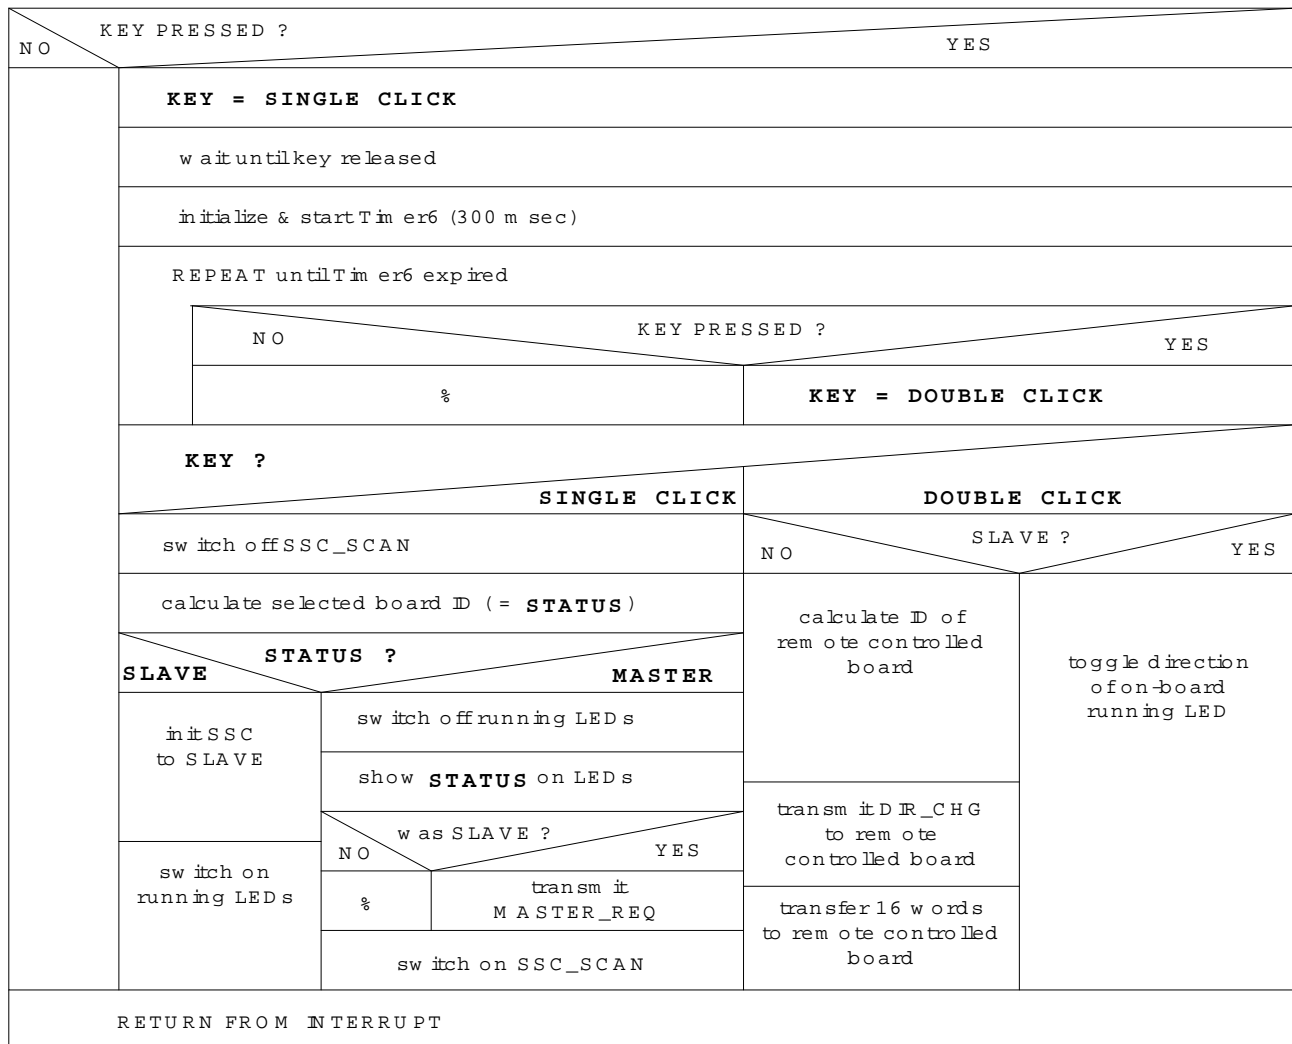 KEY PRESSED ?
NO
YES
KEY = SINGLE CLICK
wait until key released
initialize & start Timer6 (300 msec)
REPEAT until Timer6 expired
KEY PRESSED ?
NO
YES
%
KEY = DOUBLE CLICK
KEY ?
SINGLE CLICK
DOUBLE CLICK
switch off SSC_SCAN
SLAVE ?
NO
YES
calculate selected board ID (= STATUS)
calculate ID of
remote controlled
board
toggle direction
of on-board
running LED
STATUS ?
SLAVE
MASTER
init SSC
to SLAVE
switch off running LEDs
show STATUS on LEDs
transmit DIR_CHG
to remote
controlled board
was SLAVE ?
NO
YES
switch on
running LEDs
%
transmit
MASTER_REQ
transfer 16 words
to remote controlled
board
switch on SSC_SCAN
RETURN FROM INTERRUPT